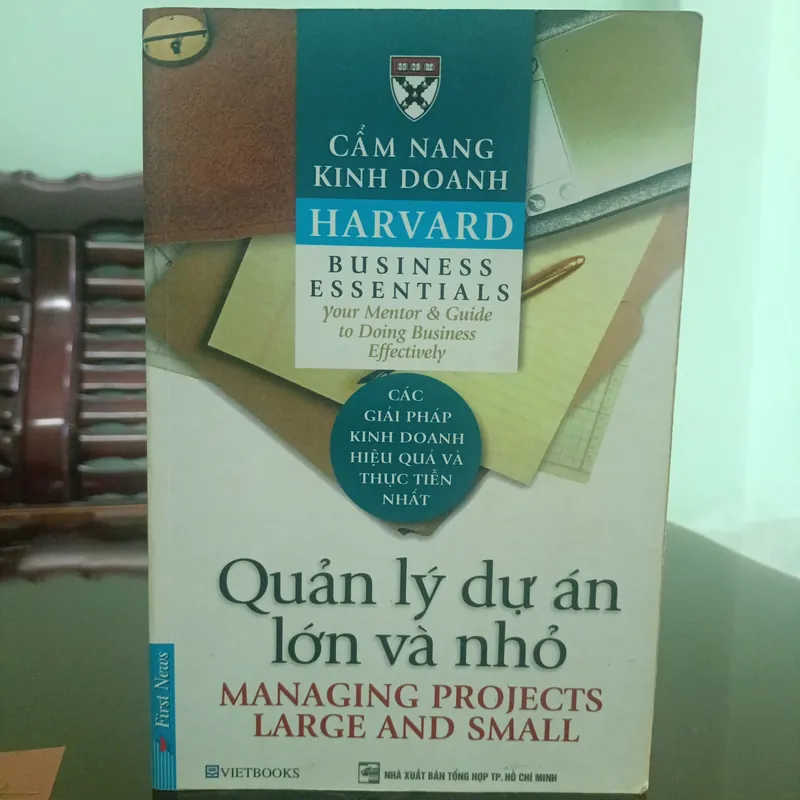 CẨM NANG
KINH DOANH
HARVARD
BUSINESS
ESSENTIALS
your Mentor & Guide
to Doing Business
Effectively
CÁC
GIẢI PHÁP
KINH DOANH
HIỆU QUẢ VÀ
THỰC TIỄN
NHẤT
Quản lý dự án
lớn và nhỏ
MANAGING PROJECTS
LARGE AND SMALL
First News
VIETBOOKS
NHÀ XUẤT BẢN TỔNG HỢP TP. HỒ CHÍ MINH